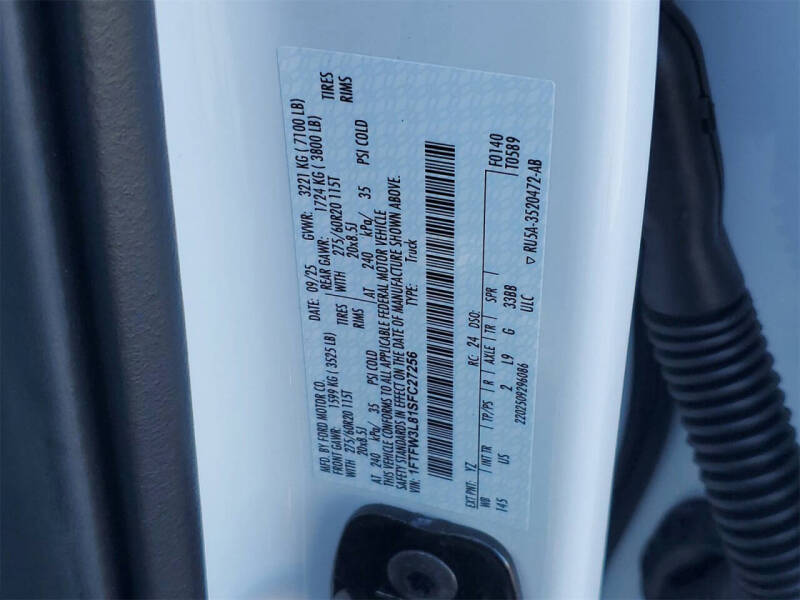 MFD. BY FORD MOTOR CO. DATE: 09/25 GVWR: 3221 KG ( 7100 LB)
FRONT GAWR: 1599 KG ( 3525 LB) REAR GAWR: 1724 KG ( 3800 LB)
WITH 275/60R20 115T TIRES WITH 275/60R20 115T TIRES
20x8.5J RIMS 20x8.5J RIMS
AT 240 kPa/ 35 PSI COLD AT 240 kPa/ 35 PSI COLD
THIS VEHICLE CONFORMS TO ALL APPLICABLE FEDERAL MOTOR VEHICLE
SAFETY STANDARDS IN EFFECT ON THE DATE OF MANUFACTURE SHOWN ABOVE.
VIN: 1FTFW3L81SFC27256 TYPE: Truck
F0140
T0589
EXT PNT: YZ RC: 24 DSO:
WB INT TR TP/PS R AXLE TR SPR
145 US 2 L9 G 33BB
ULC ▽ RU5A-3520472-AB
2202509296086